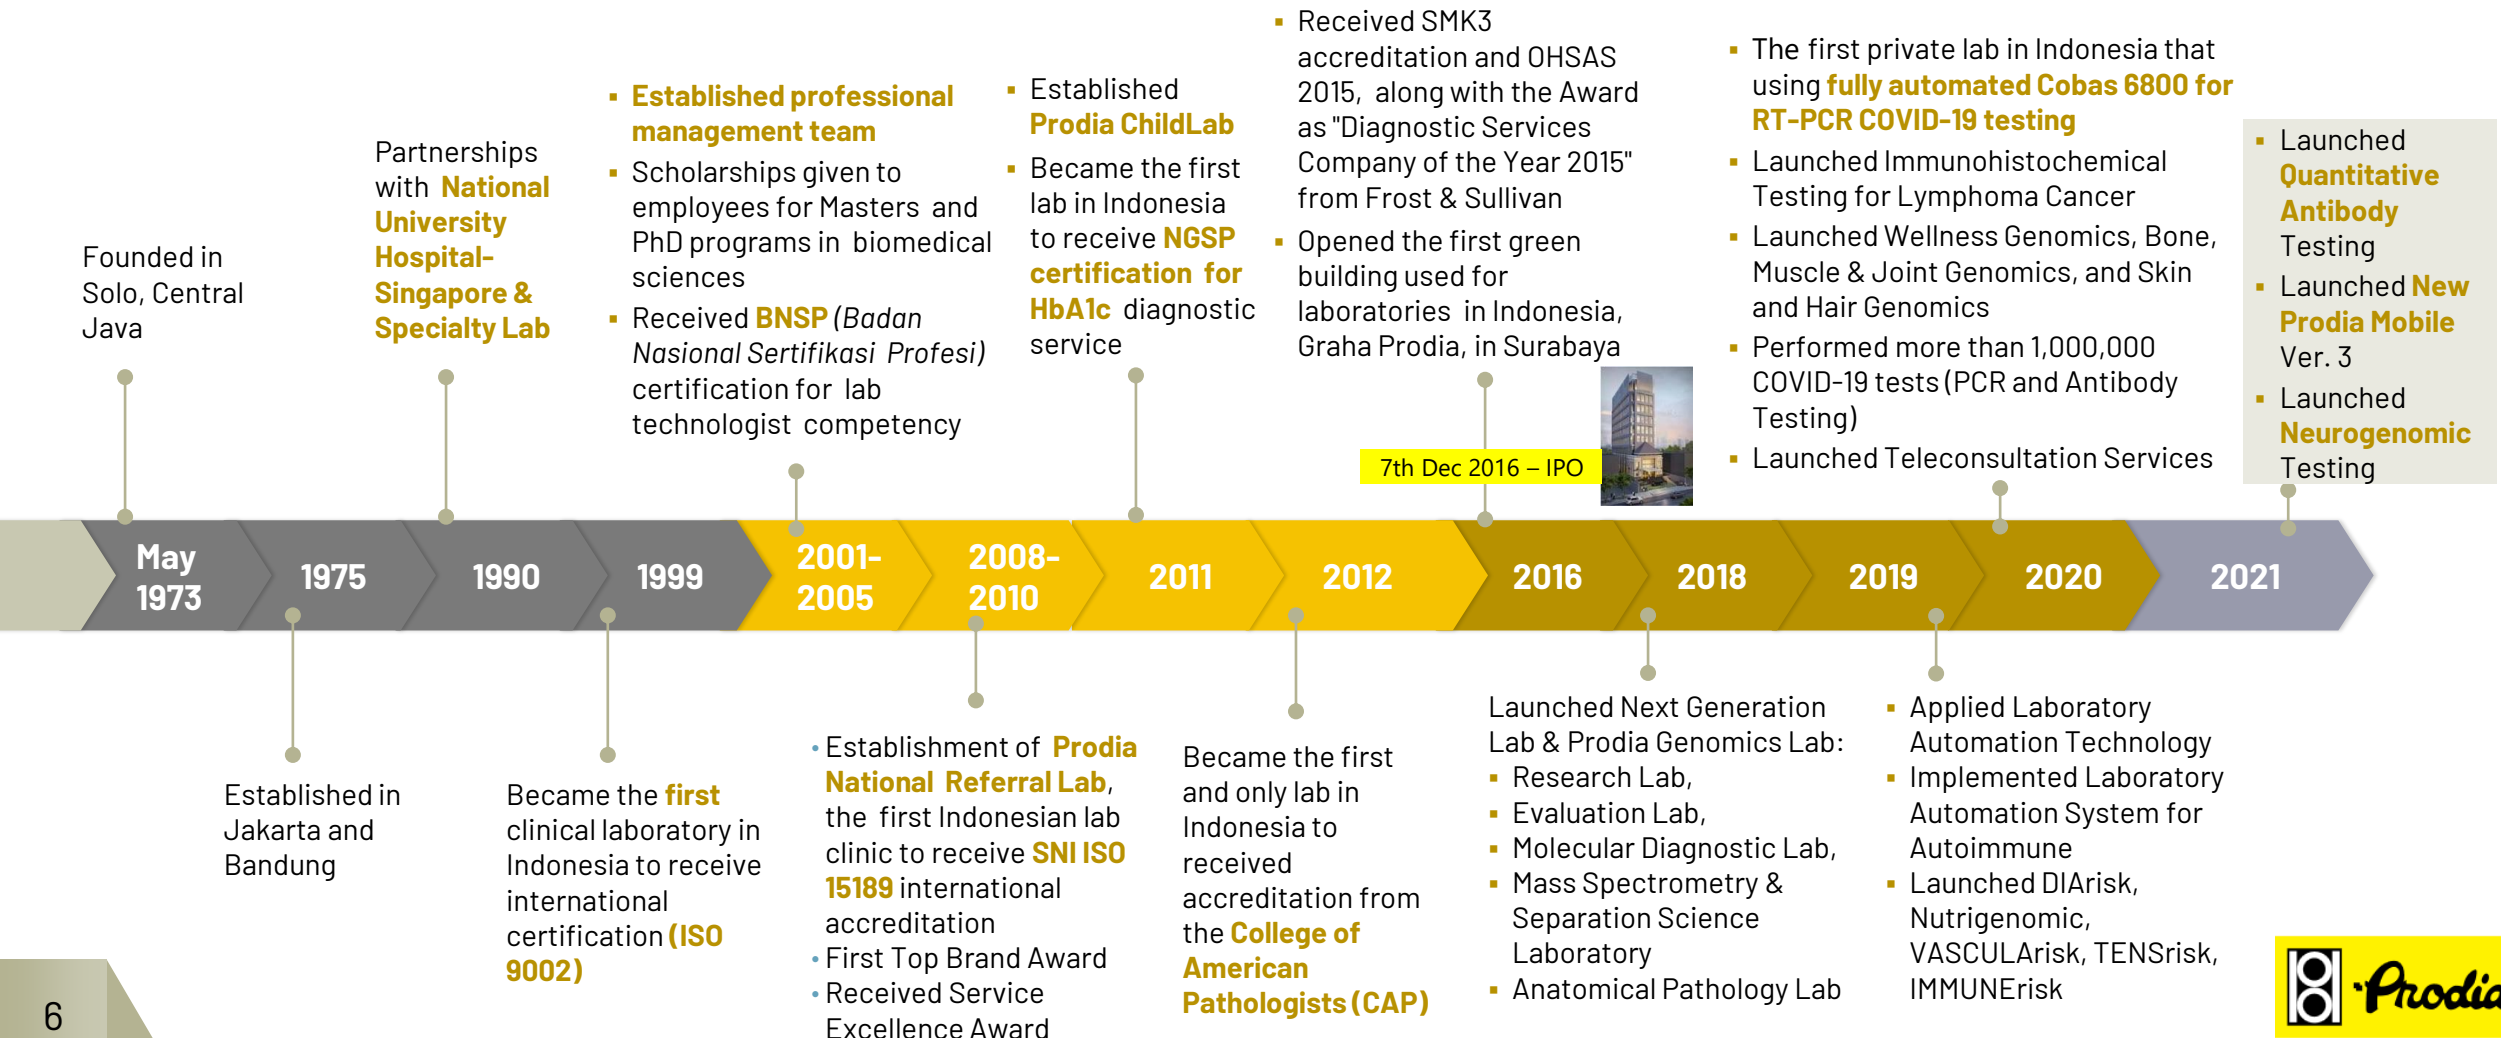 Founded in
Solo, Central
Java
Partnerships
with National
University
Hospital-
Singapore &
Specialty Lab
▪ Established professional
management team
▪ Scholarships given to
employees for Masters and
PhD programs in biomedical
sciences
▪ Received BNSP (Badan
Nasional Sertifikasi Profesi)
certification for lab
technologist competency
▪ Established
Prodia ChildLab
▪ Became the first
lab in Indonesia
to receive NGSP
certification for
HbA1c diagnostic
service
▪ Received SMK3
accreditation and OHSAS
2015, along with the Award
as "Diagnostic Services
Company of the Year 2015"
from Frost & Sullivan
▪ Opened the first green
building used for
laboratories in Indonesia,
Graha Prodia, in Surabaya
7th Dec 2016 – IPO
▪ The first private lab in Indonesia that
using fully automated Cobas 6800 for
RT-PCR COVID-19 testing
▪ Launched Immunohistochemical
Testing for Lymphoma Cancer
▪ Launched Wellness Genomics, Bone,
Muscle & Joint Genomics, and Skin
and Hair Genomics
▪ Performed more than 1,000,000
COVID-19 tests (PCR and Antibody
Testing)
▪ Launched Teleconsultation Services
▪ Launched
Quantitative
Antibody
Testing
▪ Launched New
Prodia Mobile
Ver. 3
▪ Launched
Neurogenomic
Testing
May
1973
1975
1990
1999
2001-
2005
2008-
2010
2011
2012
2016
2018
2019
2020
2021
Established in
Jakarta and
Bandung
Became the first
clinical laboratory in
Indonesia to receive
international
certification (ISO
9002)
• Establishment of Prodia
National Referral Lab,
the first Indonesian lab
clinic to receive SNI ISO
15189 international
accreditation
• First Top Brand Award
• Received Service
Excellence Award
Became the first
and only lab in
Indonesia to
received
accreditation from
the College of
American
Pathologists (CAP)
Launched Next Generation
Lab & Prodia Genomics Lab:
▪ Research Lab,
▪ Evaluation Lab,
▪ Molecular Diagnostic Lab,
▪ Mass Spectrometry &
Separation Science
Laboratory
▪ Anatomical Pathology Lab
▪ Applied Laboratory
Automation Technology
▪ Implemented Laboratory
Automation System for
Autoimmune
▪ Launched DIArisk,
Nutrigenomic,
VASCULArisk, TENSrisk,
IMMUNErisk
6
Prodia